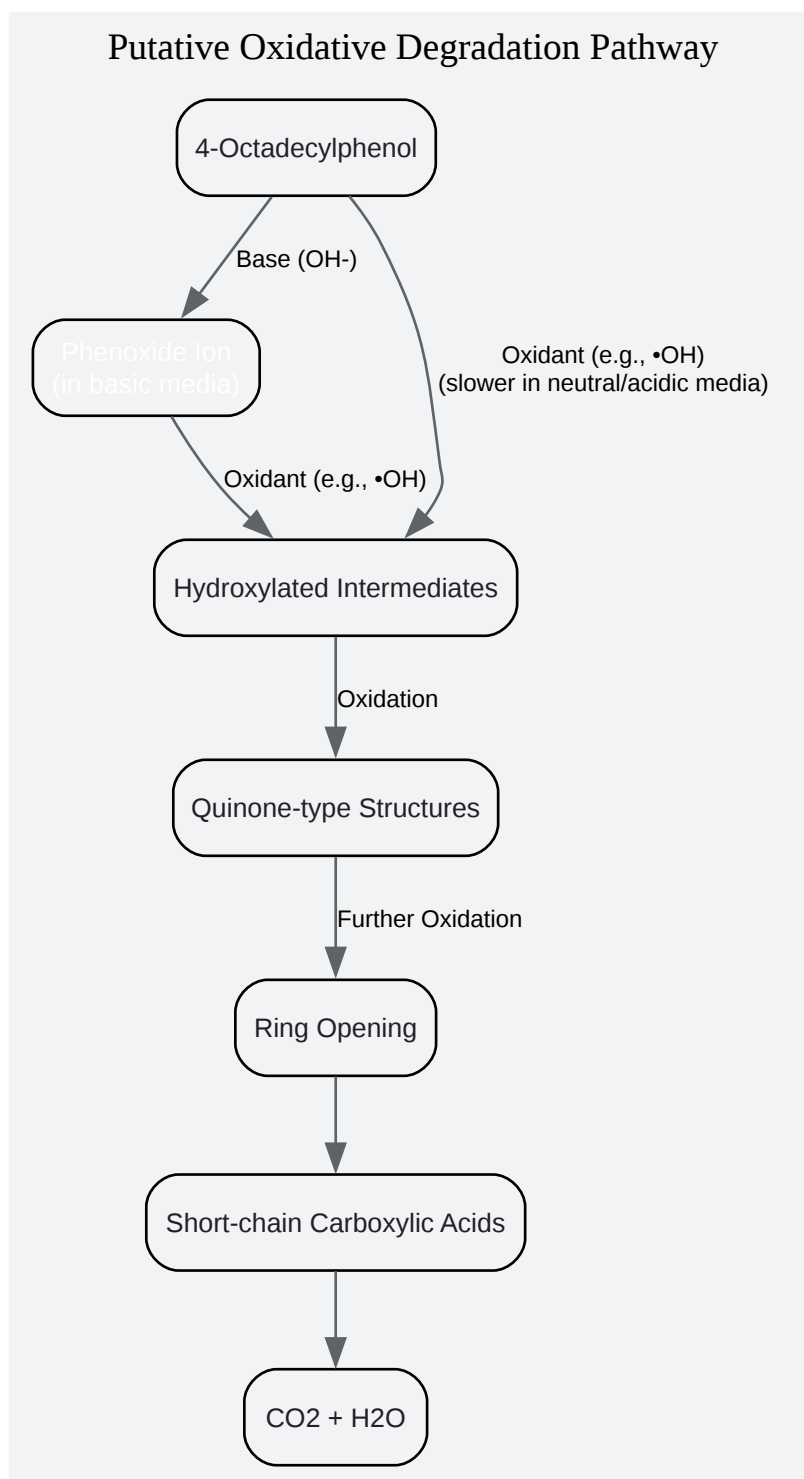 Putative Oxidative Degradation Pathway
4-Octadecylphenol
Base (OH-)
Phenoxide Ion
(in basic media)
Oxidant (e.g., •OH)
(slower in neutral/acidic media)
Oxidant (e.g., •OH)
Hydroxylated Intermediates
Oxidation
Quinone-type Structures
Further Oxidation
Ring Opening
Short-chain Carboxylic Acids
CO2 + H2O